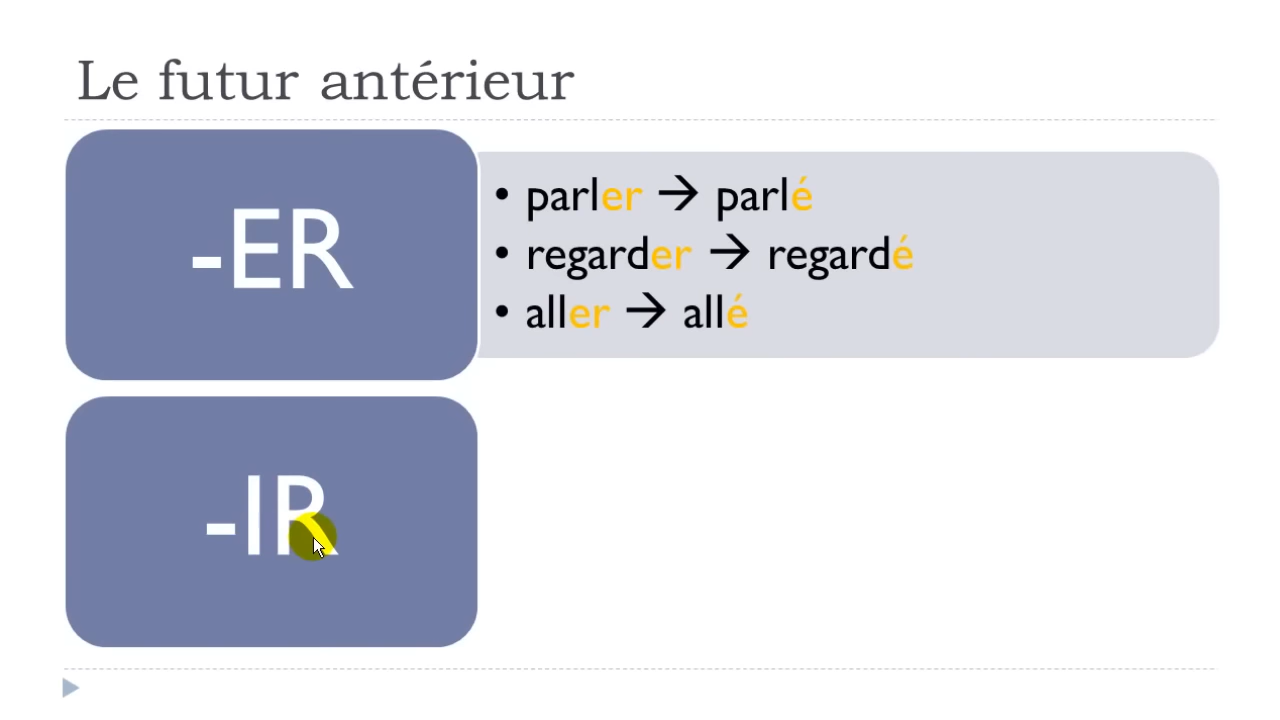 Le futur antérieur
-ER
• parler → parlé
• regarder → regardé
• aller → allé
-IR